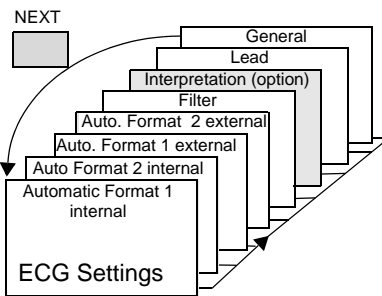 NEXT
General
Lead
Interpretation (option)
Filter
Auto. Format 2 external
Auto. Format 1 external
Auto Format 2 internal
Automatic Format 1
internal
ECG Settings